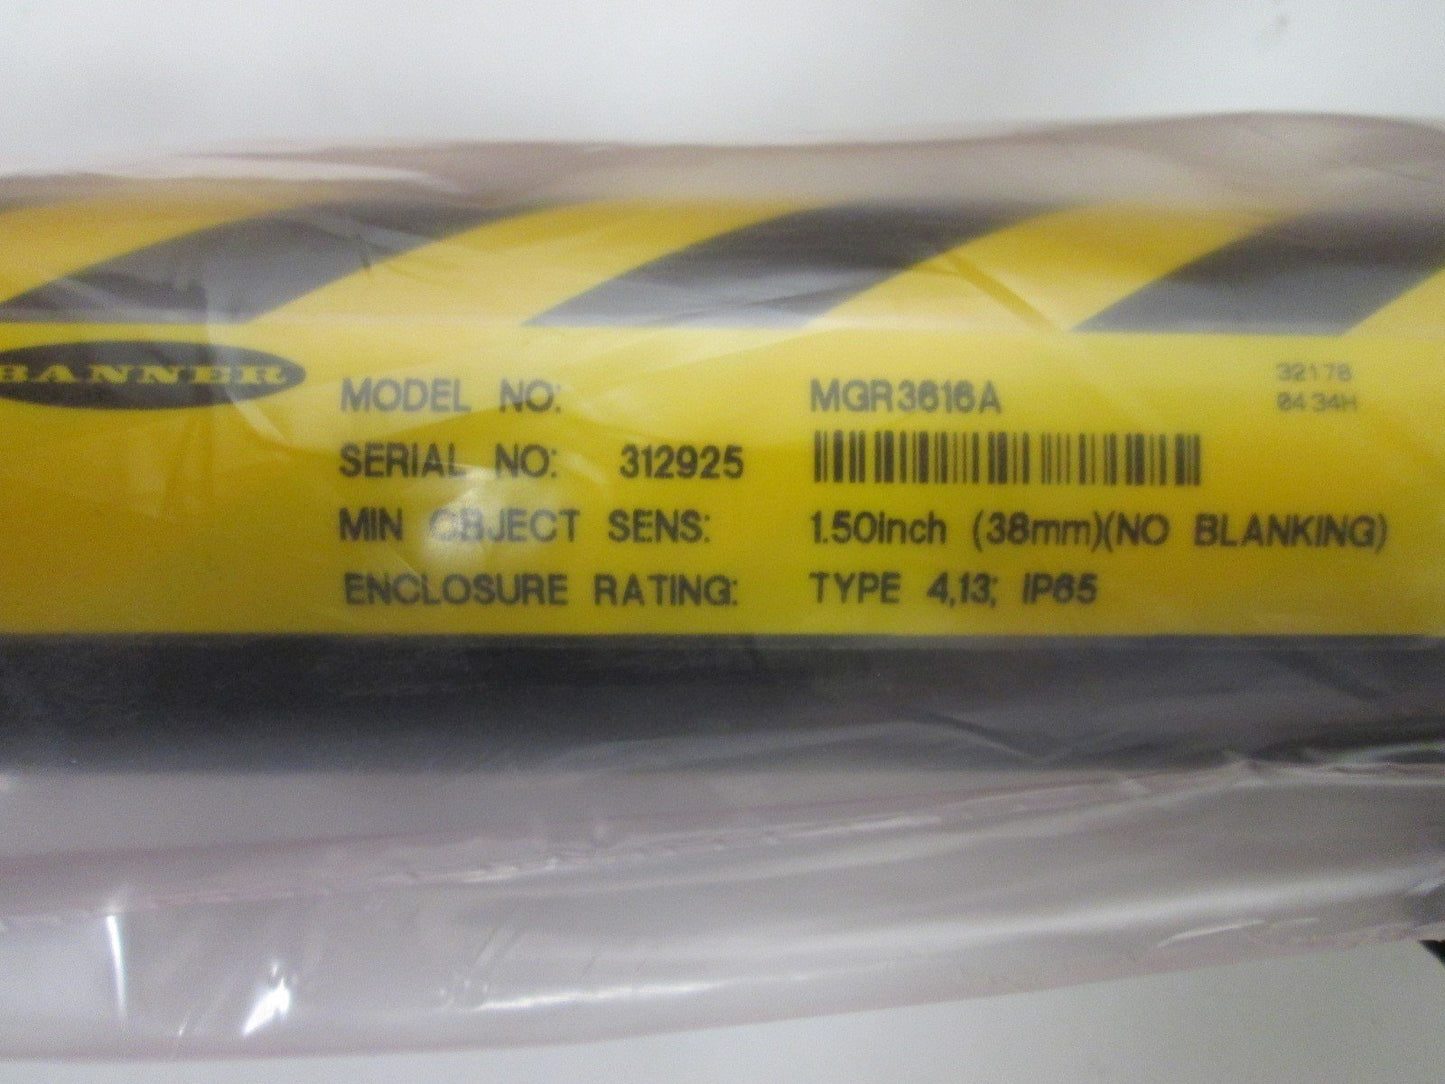 BANNER
MODEL NO: MGR3616A
32178
0434H
SERIAL NO: 312925
MIN OBJECT SENS: 1.50inch (38mm)(NO BLANKING)
ENCLOSURE RATING: TYPE 4,13; IP65